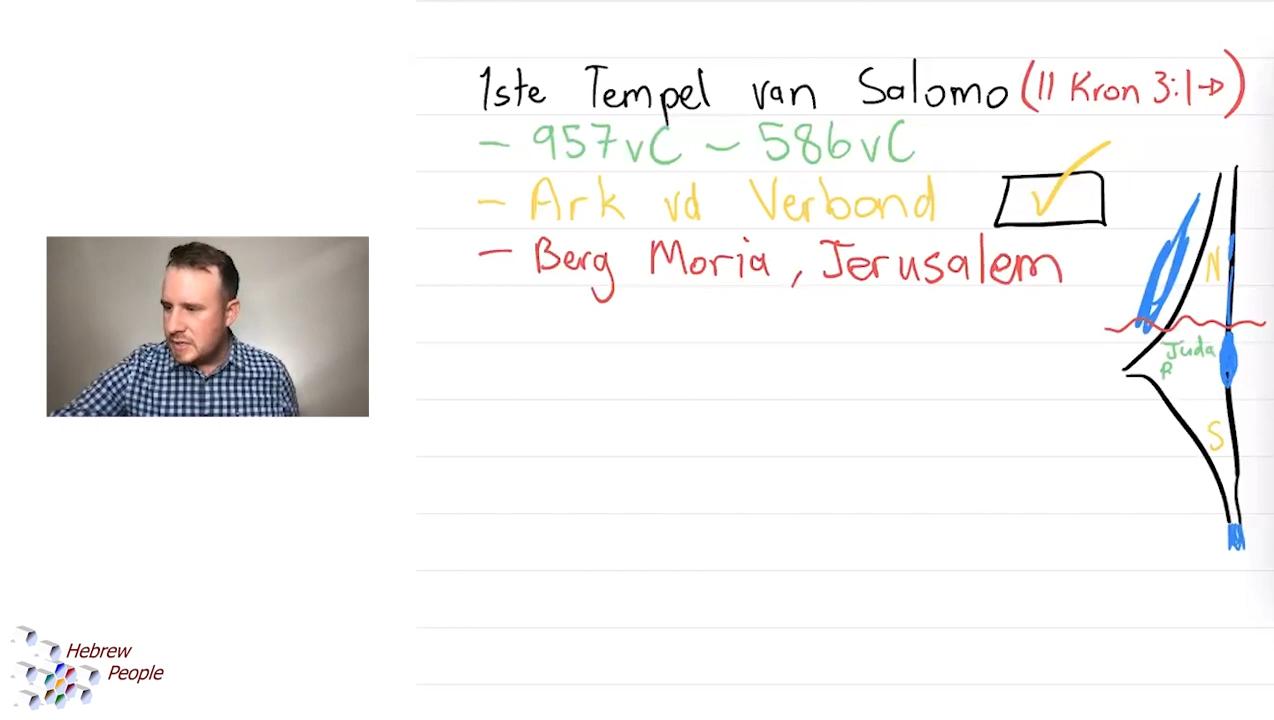 1ste Tempel van Salomo (II Kron 3:1→)
- 957vC – 586vC
- Ark vd Verbond ✓
- Berg Moria, Jerusalem
N
Juda
S
Hebrew
People